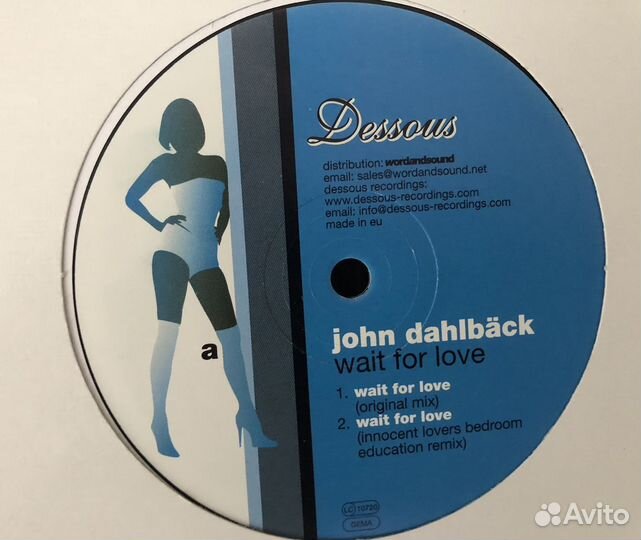 Dessous
distribution: wordandsound
email: sales@wordandsound.net
dessous recordings:
www.dessous-recordings.com
email: info@dessous-recordings.com
made in eu
a
john dahlbäck
wait for love
1. wait for love
(original mix)
2. wait for love
(innocent lovers bedroom
education remix)
LC 10720
GEMA
Avito